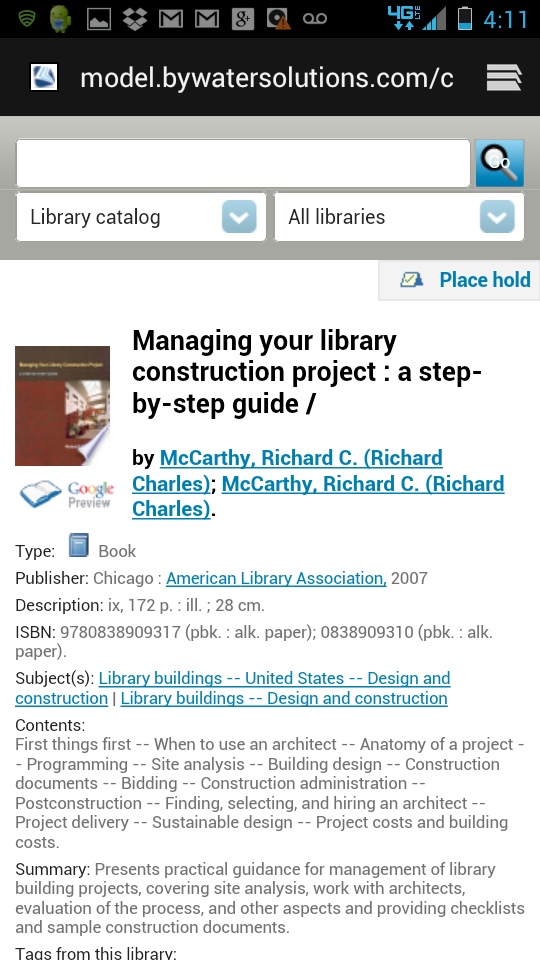 4G LTE 4:11
model.bywatersolutions.com/c
Go
Library catalog
All libraries
Place hold
Managing your library
construction project : a step-
by-step guide /
Managing Your Library Construction Project
by McCarthy, Richard C. (Richard
Charles); McCarthy, Richard C. (Richard
Charles).
Google
Preview
Type: Book
Publisher: Chicago : American Library Association, 2007
Description: ix, 172 p. : ill. ; 28 cm.
ISBN: 9780838909317 (pbk. : alk. paper); 0838909310 (pbk. : alk.
paper).
Subject(s): Library buildings -- United States -- Design and
construction | Library buildings -- Design and construction
Contents:
First things first -- When to use an architect -- Anatomy of a project -
- Programming -- Site analysis -- Building design -- Construction
documents -- Bidding -- Construction administration --
Postconstruction -- Finding, selecting, and hiring an architect --
Project delivery -- Sustainable design -- Project costs and building
costs.
Summary: Presents practical guidance for management of library
building projects, covering site analysis, work with architects,
evaluation of the process, and other aspects and providing checklists
and sample construction documents.
Tags from this library: